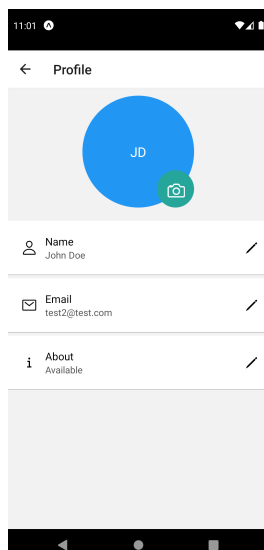 11:01
Profile
JD
Name
John Doe
Email
test2@test.com
About
Available